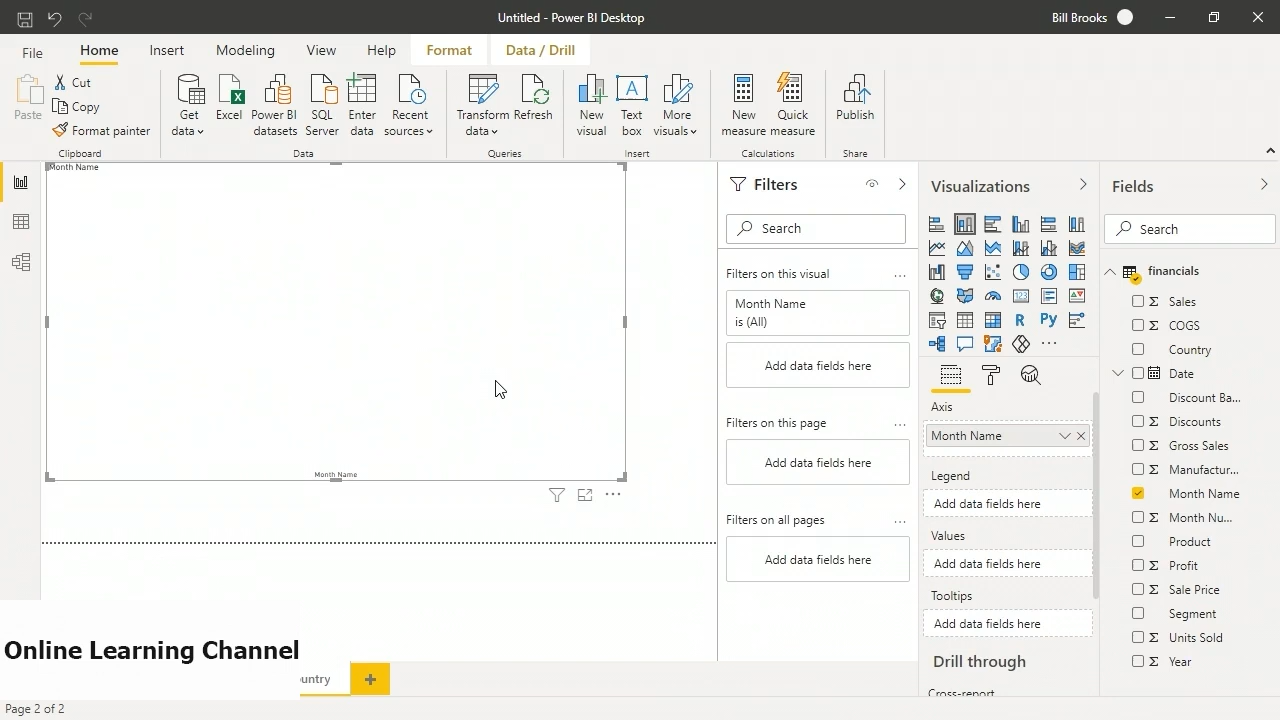 Untitled - Power BI Desktop
Bill Brooks
File
Home
Insert
Modeling
View
Help
Format
Data / Drill
Paste
Cut
Copy
Format painter
Clipboard
Get data
Excel
Power BI datasets
SQL Server
Enter data
Recent sources
Data
Transform data
Refresh
Queries
New visual
Text box
More visuals
Insert
New measure
Quick measure
Calculations
Publish
Share
Month Name
Month Name
Filters
Search
Filters on this visual
...
Month Name
is (All)
Add data fields here
Filters on this page
...
Add data fields here
Filters on all pages
...
Add data fields here
Visualizations
R
Py
...
Axis
Month Name
Legend
Add data fields here
Values
Add data fields here
Tooltips
Add data fields here
Drill through
Cross-report
Fields
Search
financials
Σ Sales
Σ COGS
Country
Date
Discount Ba...
Σ Discounts
Σ Gross Sales
Σ Manufactur...
Month Name
Σ Month Nu...
Product
Σ Profit
Σ Sale Price
Segment
Σ Units Sold
Σ Year
Online Learning Channel
ountry
+
Page 2 of 2